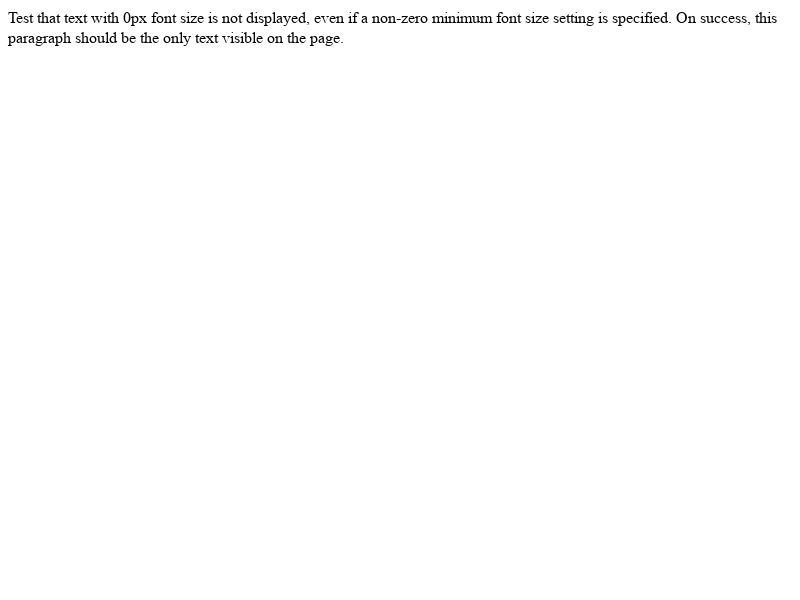 Test that text with 0px font size is not displayed, even if a non-zero minimum font size setting is specified. On success, this
paragraph should be the only text visible on the page.